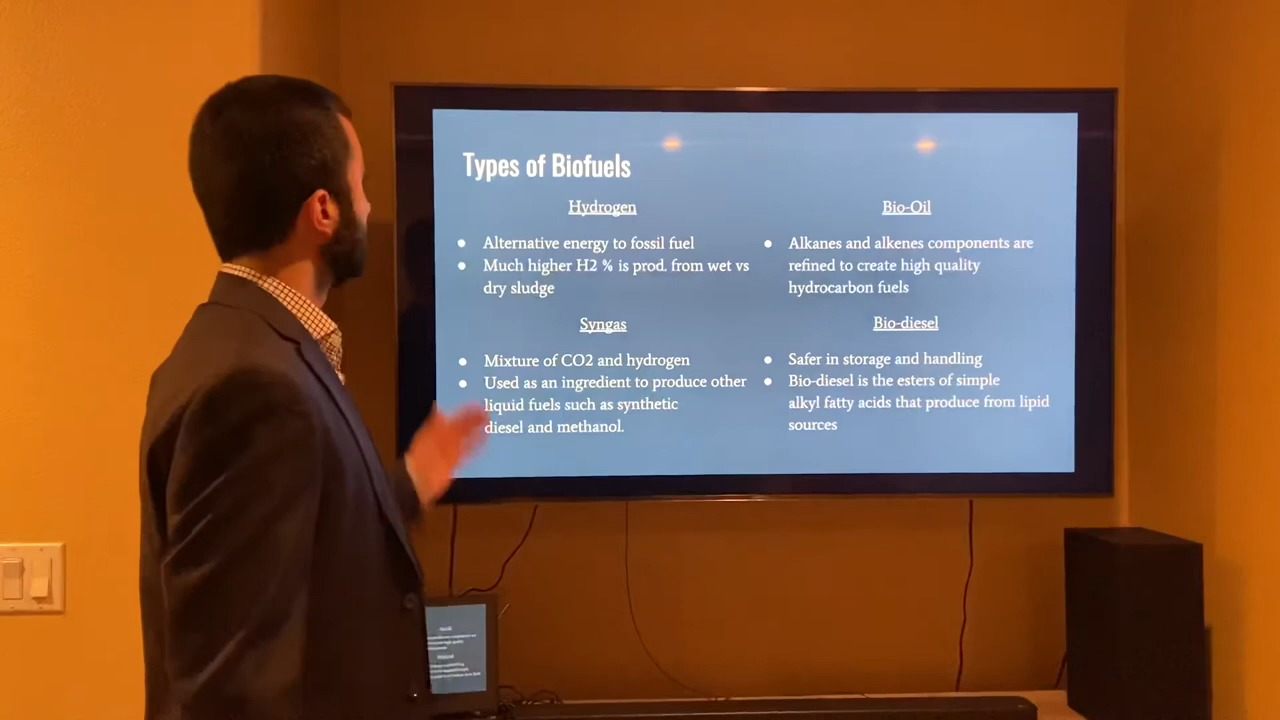 Types of Biofuels
Hydrogen
● Alternative energy to fossil fuel
● Much higher H2 % is prod. from wet vs
dry sludge
Syngas
● Mixture of CO2 and hydrogen
● Used as an ingredient to produce other
liquid fuels such as synthetic
diesel and methanol.
Bio-Oil
● Alkanes and alkenes components are
refined to create high quality
hydrocarbon fuels
Bio-diesel
● Safer in storage and handling
● Bio-diesel is the esters of simple
alkyl fatty acids that produce from lipid
sources